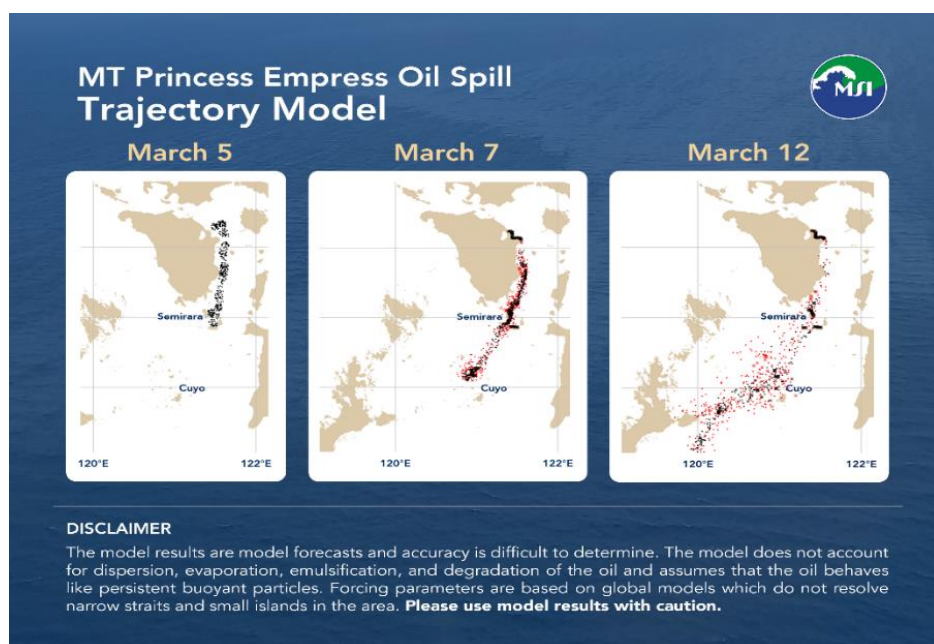 MT Princess Empress Oil Spill
Trajectory Model
MSI
March 5
March 7
March 12
Semirara
Cuyo
120°E
122°E
Semirara
Cuyo
120°E
122°E
Semirara
Cuyo
120°E
122°E
DISCLAIMER
The model results are model forecasts and accuracy is difficult to determine. The model does not account
for dispersion, evaporation, emulsification, and degradation of the oil and assumes that the oil behaves
like persistent buoyant particles. Forcing parameters are based on global models which do not resolve
narrow straits and small islands in the area. Please use model results with caution.